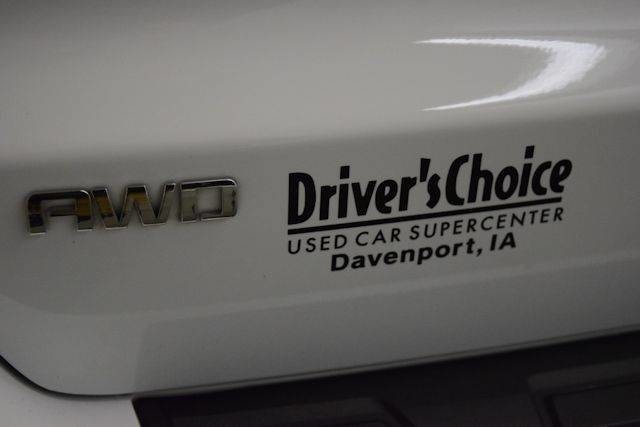 AWD
Driver's Choice
USED CAR SUPERCENTER
Davenport, IA